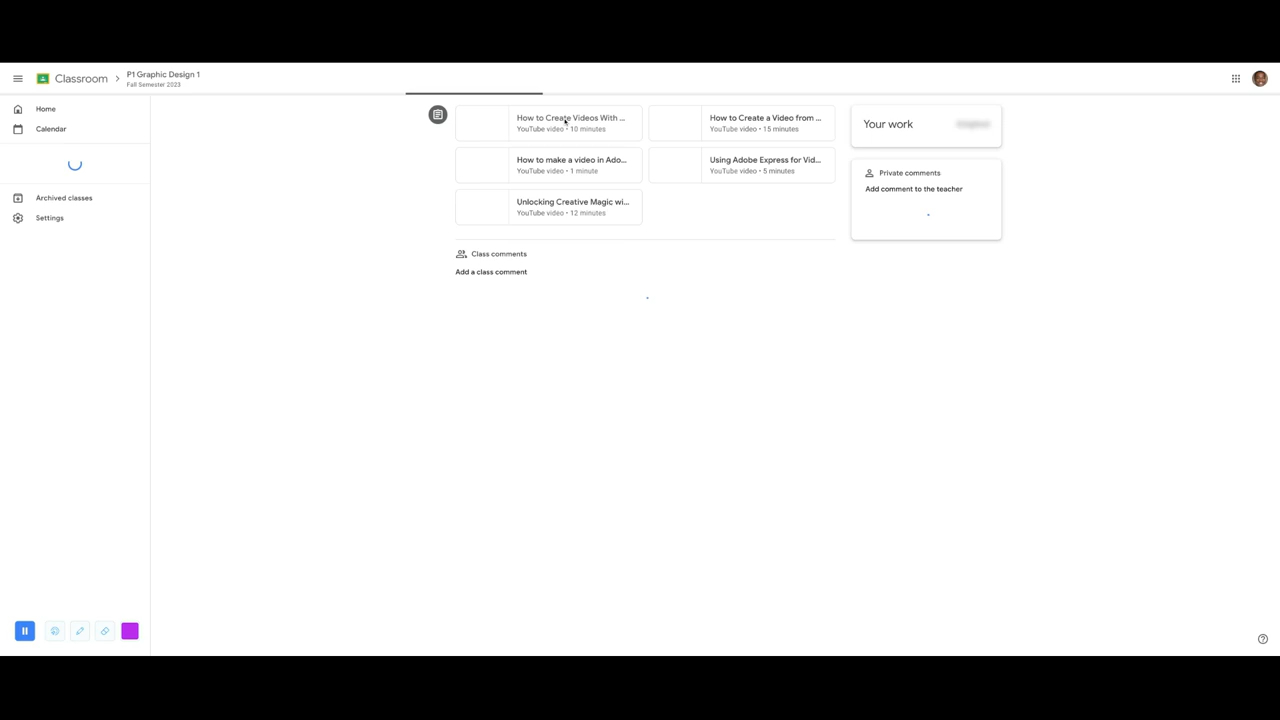 Classroom
P1 Graphic Design 1
Fall Semester 2023
Home
Calendar
Archived classes
Settings
How to Create Videos With ...
YouTube video • 10 minutes
How to Create a Video from ...
YouTube video • 15 minutes
How to make a video in Ado...
YouTube video • 1 minute
Using Adobe Express for Vid...
YouTube video • 5 minutes
Unlocking Creative Magic wi...
YouTube video • 12 minutes
Class comments
Add a class comment
Your work
Private comments
Add comment to the teacher